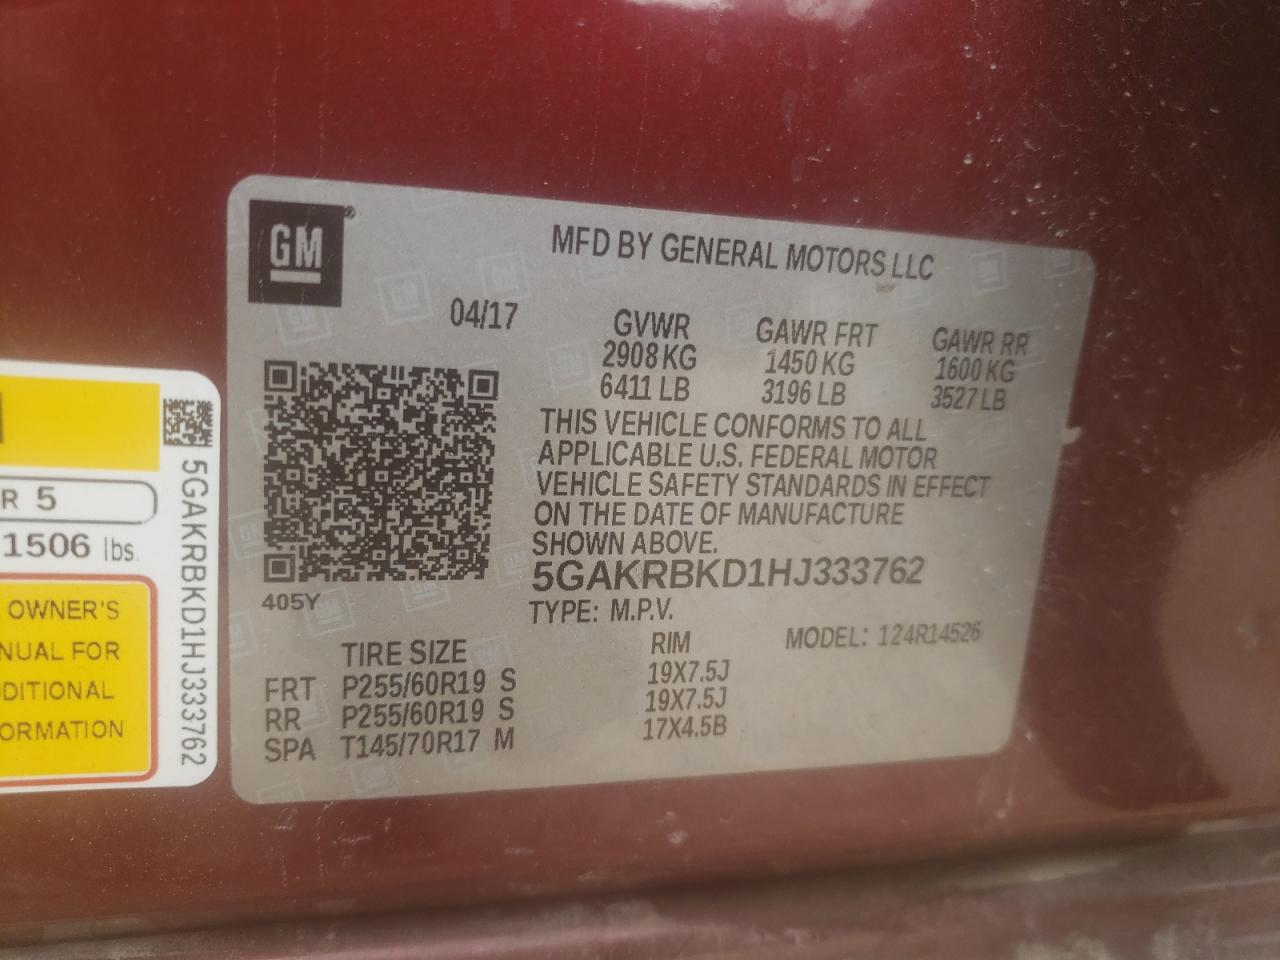 GM®
MFD BY GENERAL MOTORS LLC
04/17
GVWR GAWR FRT GAWR RR
2908 KG 1450 KG 1600 KG
6411 LB 3196 LB 3527 LB
THIS VEHICLE CONFORMS TO ALL
APPLICABLE U.S. FEDERAL MOTOR
VEHICLE SAFETY STANDARDS IN EFFECT
ON THE DATE OF MANUFACTURE
SHOWN ABOVE.
5GAKRBKD1HJ333762
405Y
TYPE: M.P.V.
MODEL: 124R14526
TIRE SIZE RIM
FRT P255/60R19 S 19X7.5J
RR P255/60R19 S 19X7.5J
SPA T145/70R17 M 17X4.5B
R 5
1506 lbs.
OWNER'S
NUAL FOR
DITIONAL
ORMATION
5GAKRBKD1HJ333762